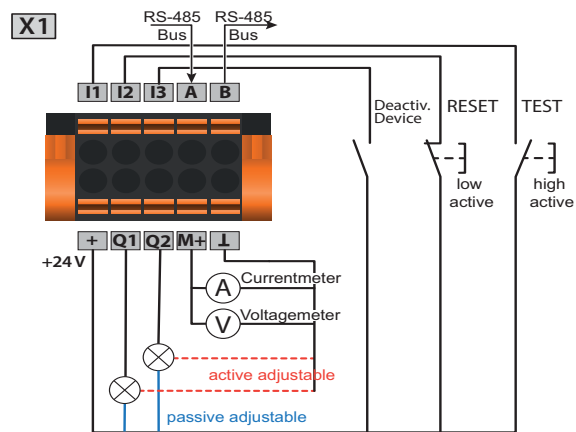 X1
RS-485 RS-485
Bus Bus
I1 I2 I3 A B
Deactiv.
Device
RESET
TEST
low
active
high
active
+ Q1 Q2 M+ ⊥
+24 V
A Currentmeter
V Voltagemeter
active adjustable
passive adjustable